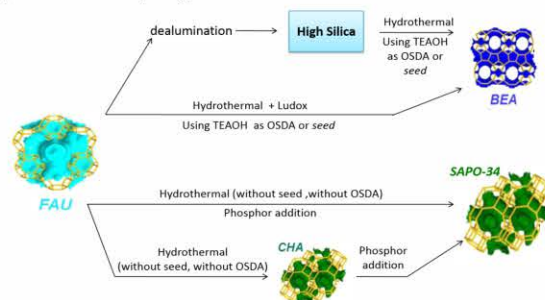 dealumination
High Silica
Hydrothermal
Using TEAOH
as OSDA or
seed
BEA
Hydrothermal + Ludox
Using TEAOH as OSDA or seed
FAU
SAPO-34
Hydrothermal (without seed ,without OSDA)
Phosphor addition
Hydrothermal
(without seed, without OSDA)
CHA
Phosphor
addition